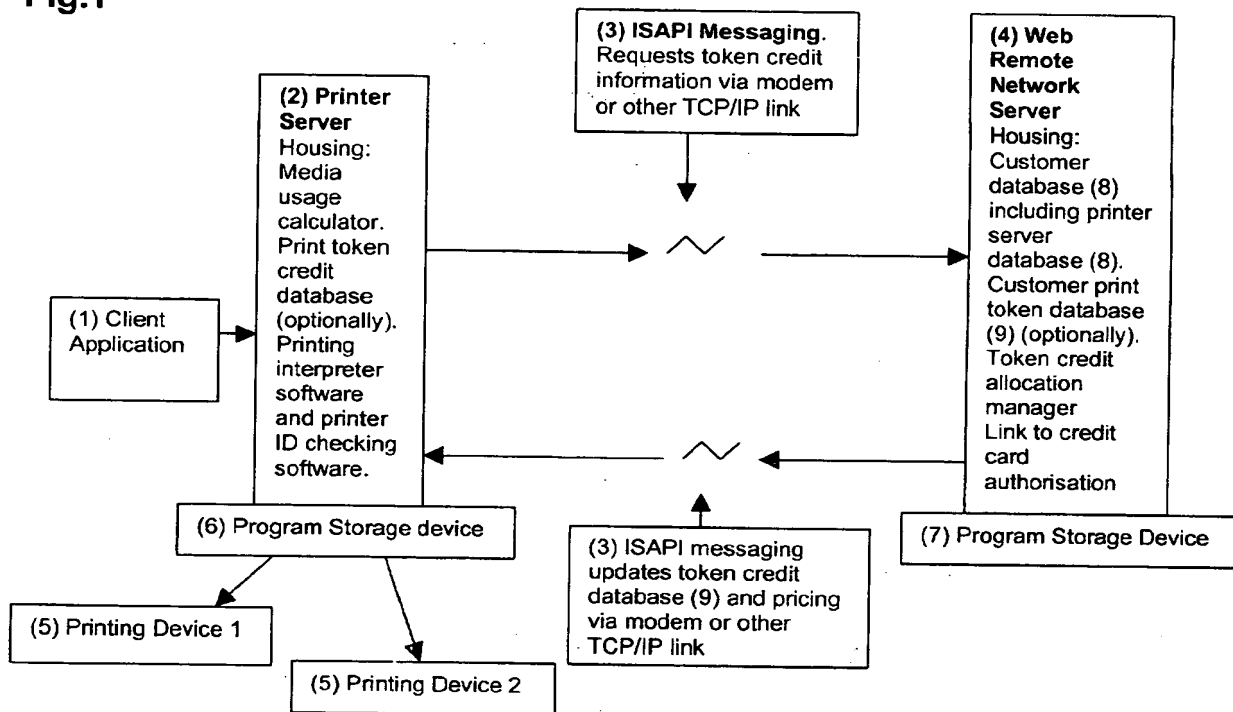 Fig.1
(3) ISAPI Messaging.
Requests token credit
information via modem
or other TCP/IP link
(4) Web
Remote
Network
Server
Housing:
Customer
database (8)
including printer
server
database (8).
Customer print
token database
(9) (optionally).
Token credit
allocation
manager
Link to credit
card
authorisation
(2) Printer
Server
Housing:
Media
usage
calculator.
Print token
credit
database
(optionally).
Printing
interpreter
software
and printer
ID checking
software.
(1) Client
Application
(6) Program Storage device
(3) ISAPI messaging
updates token credit
database (9) and pricing
via modem or other
TCP/IP link
(7) Program Storage Device
(5) Printing Device 1
(5) Printing Device 2